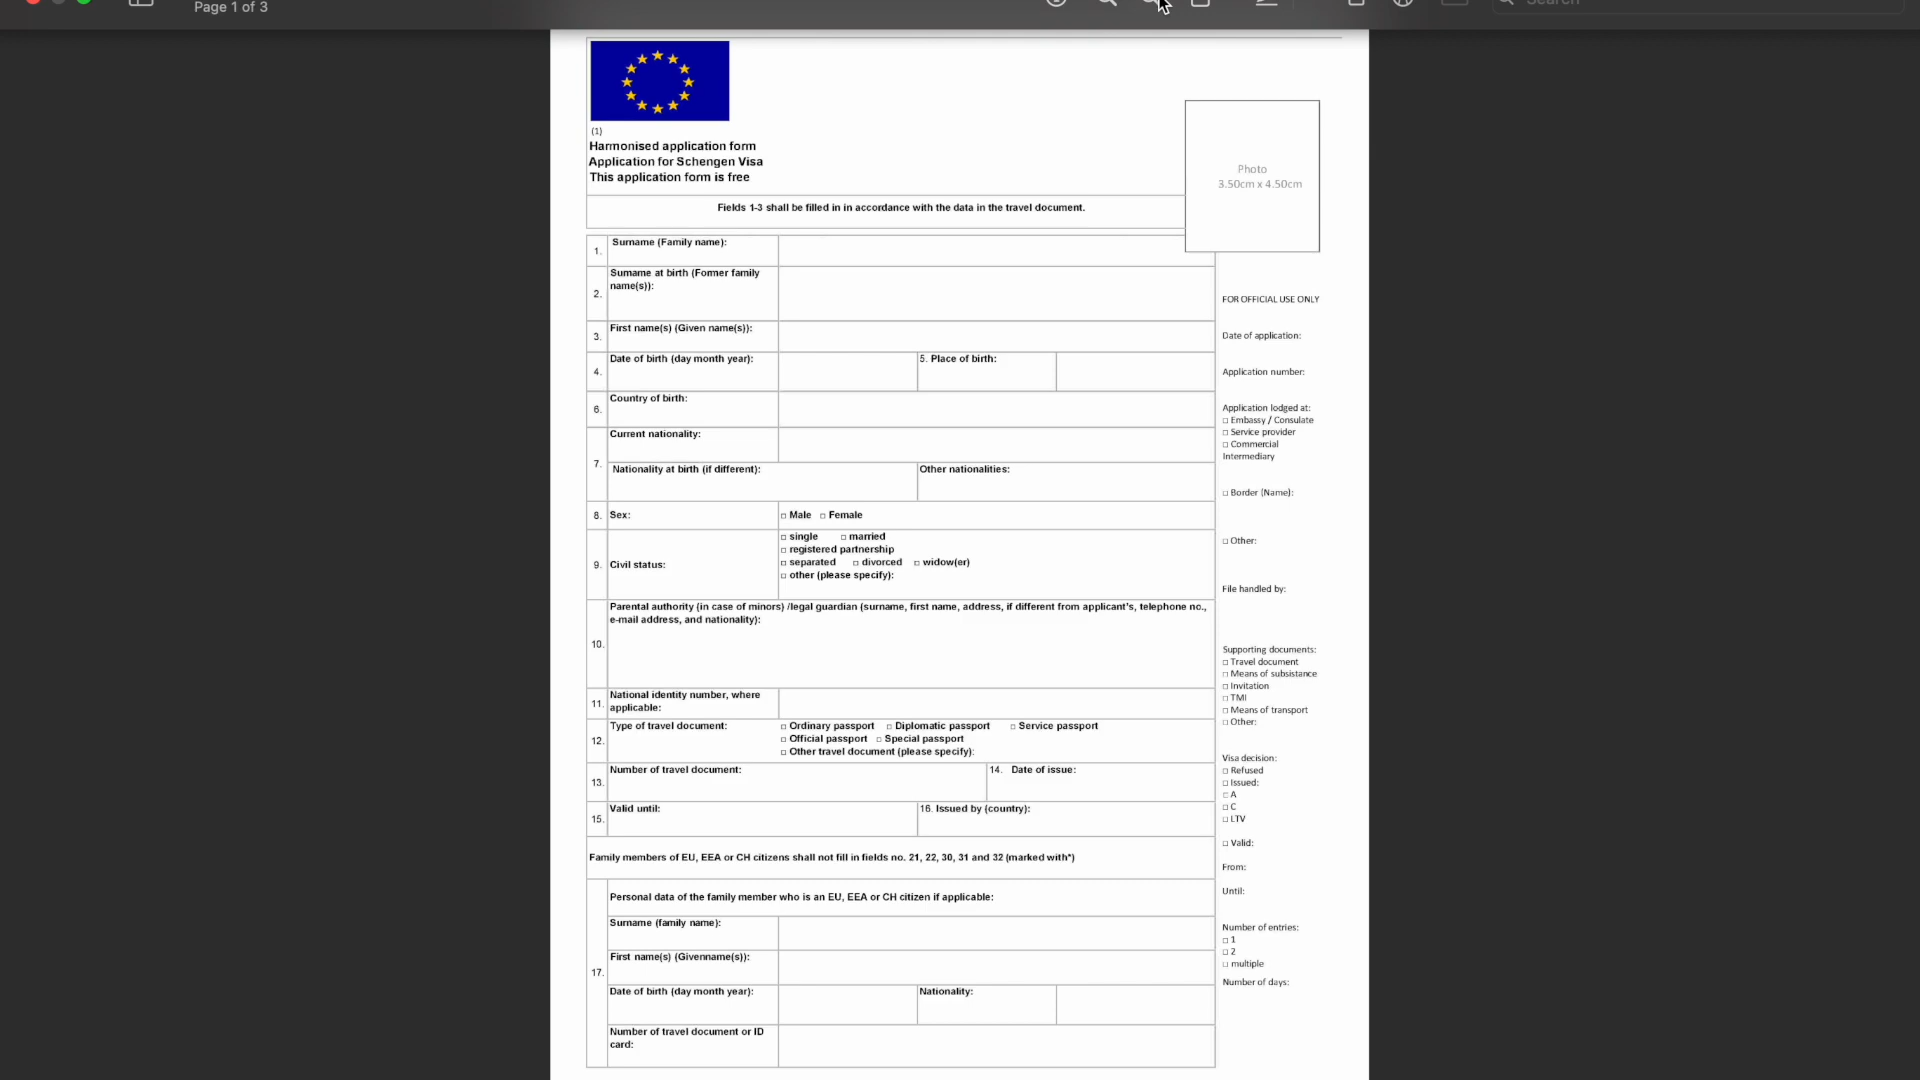 Page 1 of 3
Search
(1)
Harmonised application form
Application for Schengen Visa
This application form is free
Photo
3.50cm x 4.50cm
Fields 1-3 shall be filled in in accordance with the data in the travel document.
1. Surname (Family name):
2. Surname at birth (Former family
name(s)):
3. First name(s) (Given name(s)):
4. Date of birth (day month year):
5. Place of birth:
6. Country of birth:
7. Current nationality:
Nationality at birth (if different):
Other nationalities:
8. Sex:
□ Male □ Female
9. Civil status:
□ single □ married
□ registered partnership
□ separated □ divorced □ widow(er)
□ other (please specify):
10. Parental authority (in case of minors) /legal guardian (surname, first name, address, if different from applicant's, telephone no.,
e-mail address, and nationality):
11. National identity number, where
applicable:
12. Type of travel document:
□ Ordinary passport □ Diplomatic passport □ Service passport
□ Official passport □ Special passport
□ Other travel document (please specify):
13. Number of travel document:
14. Date of issue:
15. Valid until:
16. Issued by (country):
Family members of EU, EEA or CH citizens shall not fill in fields no. 21, 22, 30, 31 and 32 (marked with*)
17. Personal data of the family member who is an EU, EEA or CH citizen if applicable:
Surname (family name):
First name(s) (Givenname(s)):
Date of birth (day month year):
Nationality:
Number of travel document or ID
card:
FOR OFFICIAL USE ONLY
Date of application:
Application number:
Application lodged at:
□ Embassy / Consulate
□ Service provider
□ Commercial
Intermediary
□ Border (Name):
□ Other:
File handled by:
Supporting documents:
□ Travel document
□ Means of subsistance
□ Invitation
□ TMI
□ Means of transport
□ Other:
Visa decision:
□ Refused
□ Issued:
□ A
□ C
□ LTV
□ Valid:
From:
Until:
Number of entries:
□ 1
□ 2
□ multiple
Number of days: